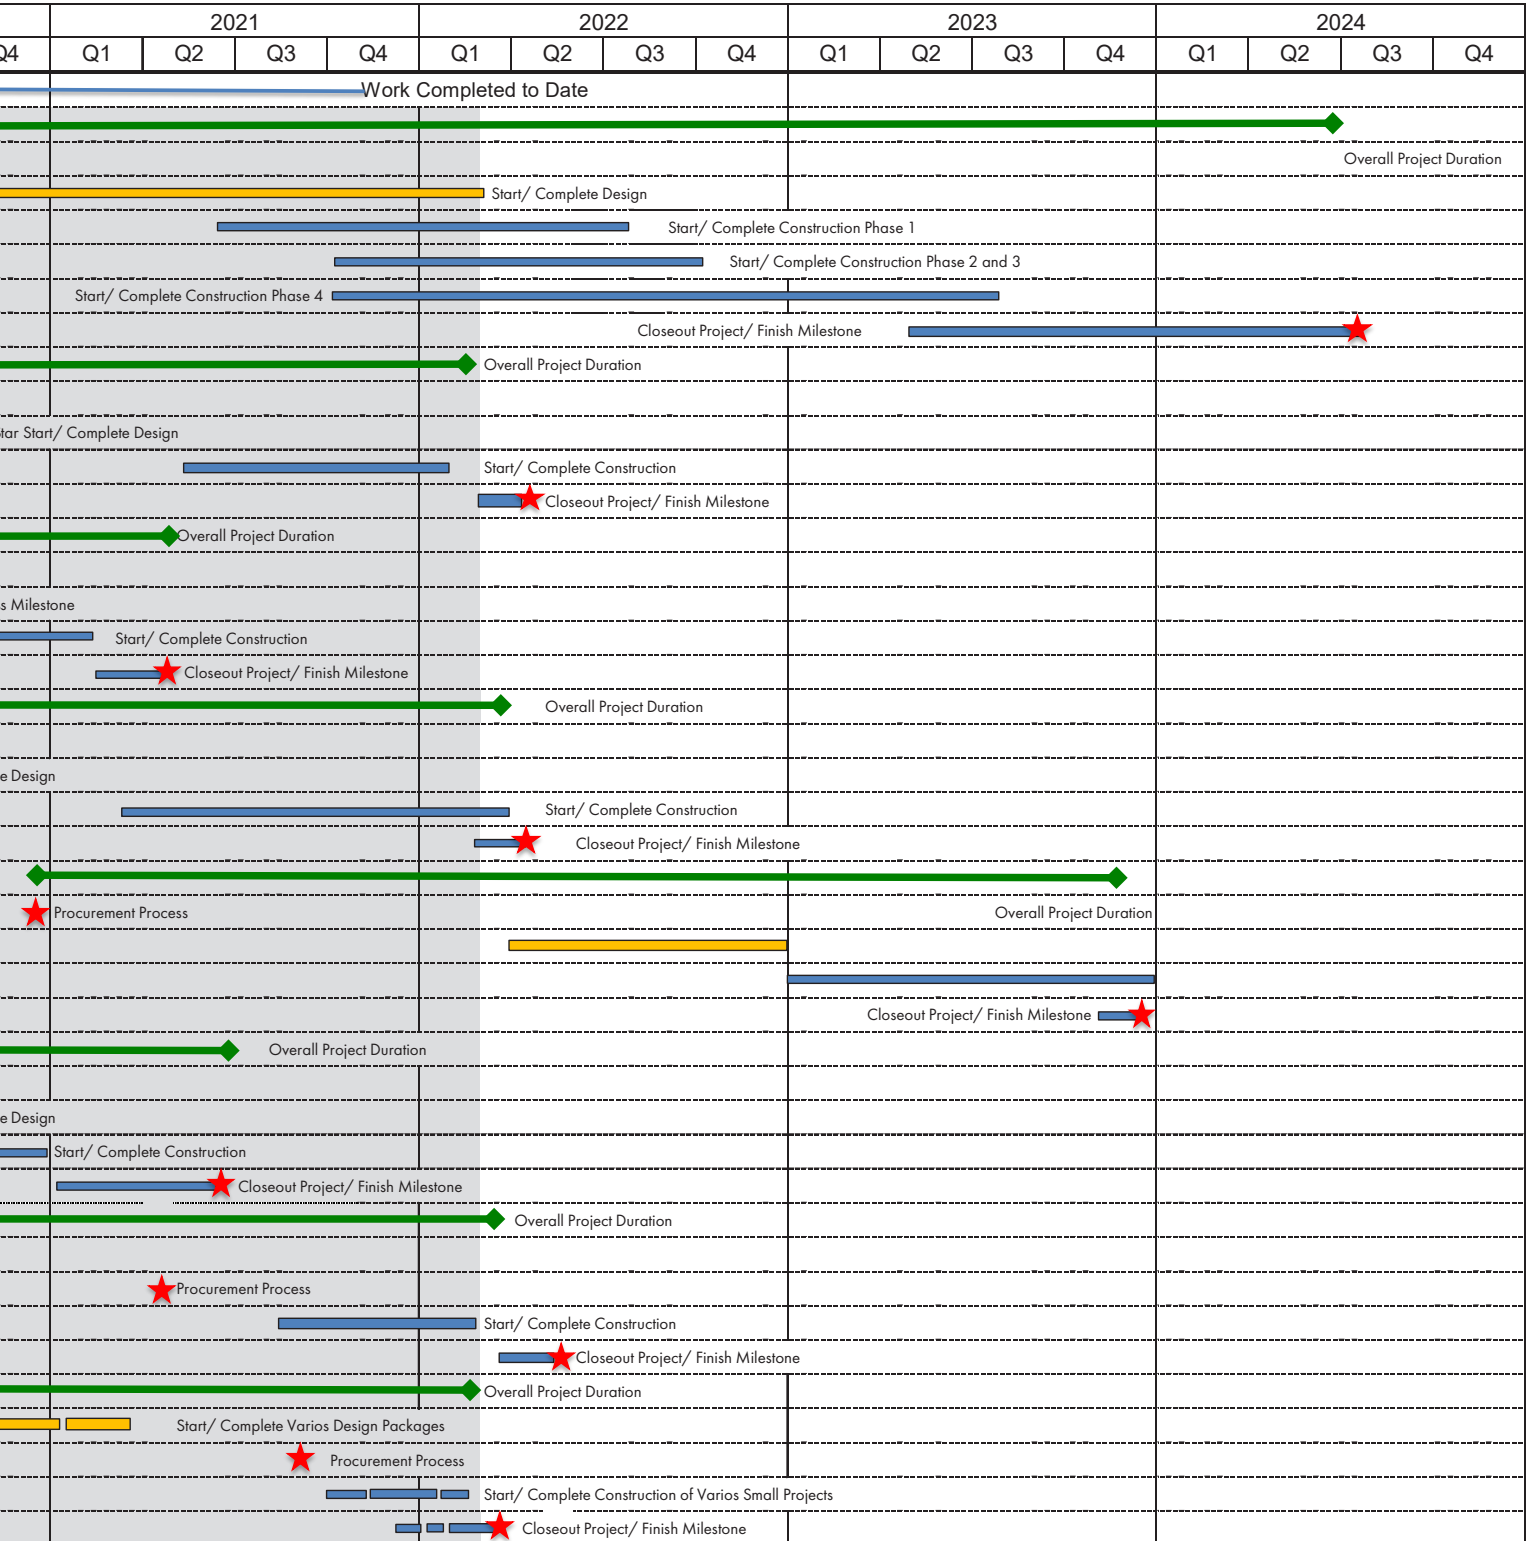 2021 2022 2023 2024
Q4 Q1 Q2 Q3 Q4 Q1 Q2 Q3 Q4 Q1 Q2 Q3 Q4 Q1 Q2 Q3 Q4
Work Completed to Date
Overall Project Duration
Start/ Complete Design
Start/ Complete Construction Phase 1
Start/ Complete Construction Phase 2 and 3
Start/ Complete Construction Phase 4
Closeout Project/ Finish Milestone
Overall Project Duration
tar Start/ Complete Design
Start/ Complete Construction
Closeout Project/ Finish Milestone
Overall Project Duration
s Milestone
Start/ Complete Construction
Closeout Project/ Finish Milestone
Overall Project Duration
e Design
Start/ Complete Construction
Closeout Project/ Finish Milestone
Procurement Process Overall Project Duration
Closeout Project/ Finish Milestone
Overall Project Duration
e Design
Start/ Complete Construction
Closeout Project/ Finish Milestone
Overall Project Duration
Procurement Process
Start/ Complete Construction
Closeout Project/ Finish Milestone
Overall Project Duration
Start/ Complete Varios Design Packages
Procurement Process
Start/ Complete Construction of Varios Small Projects
Closeout Project/ Finish Milestone